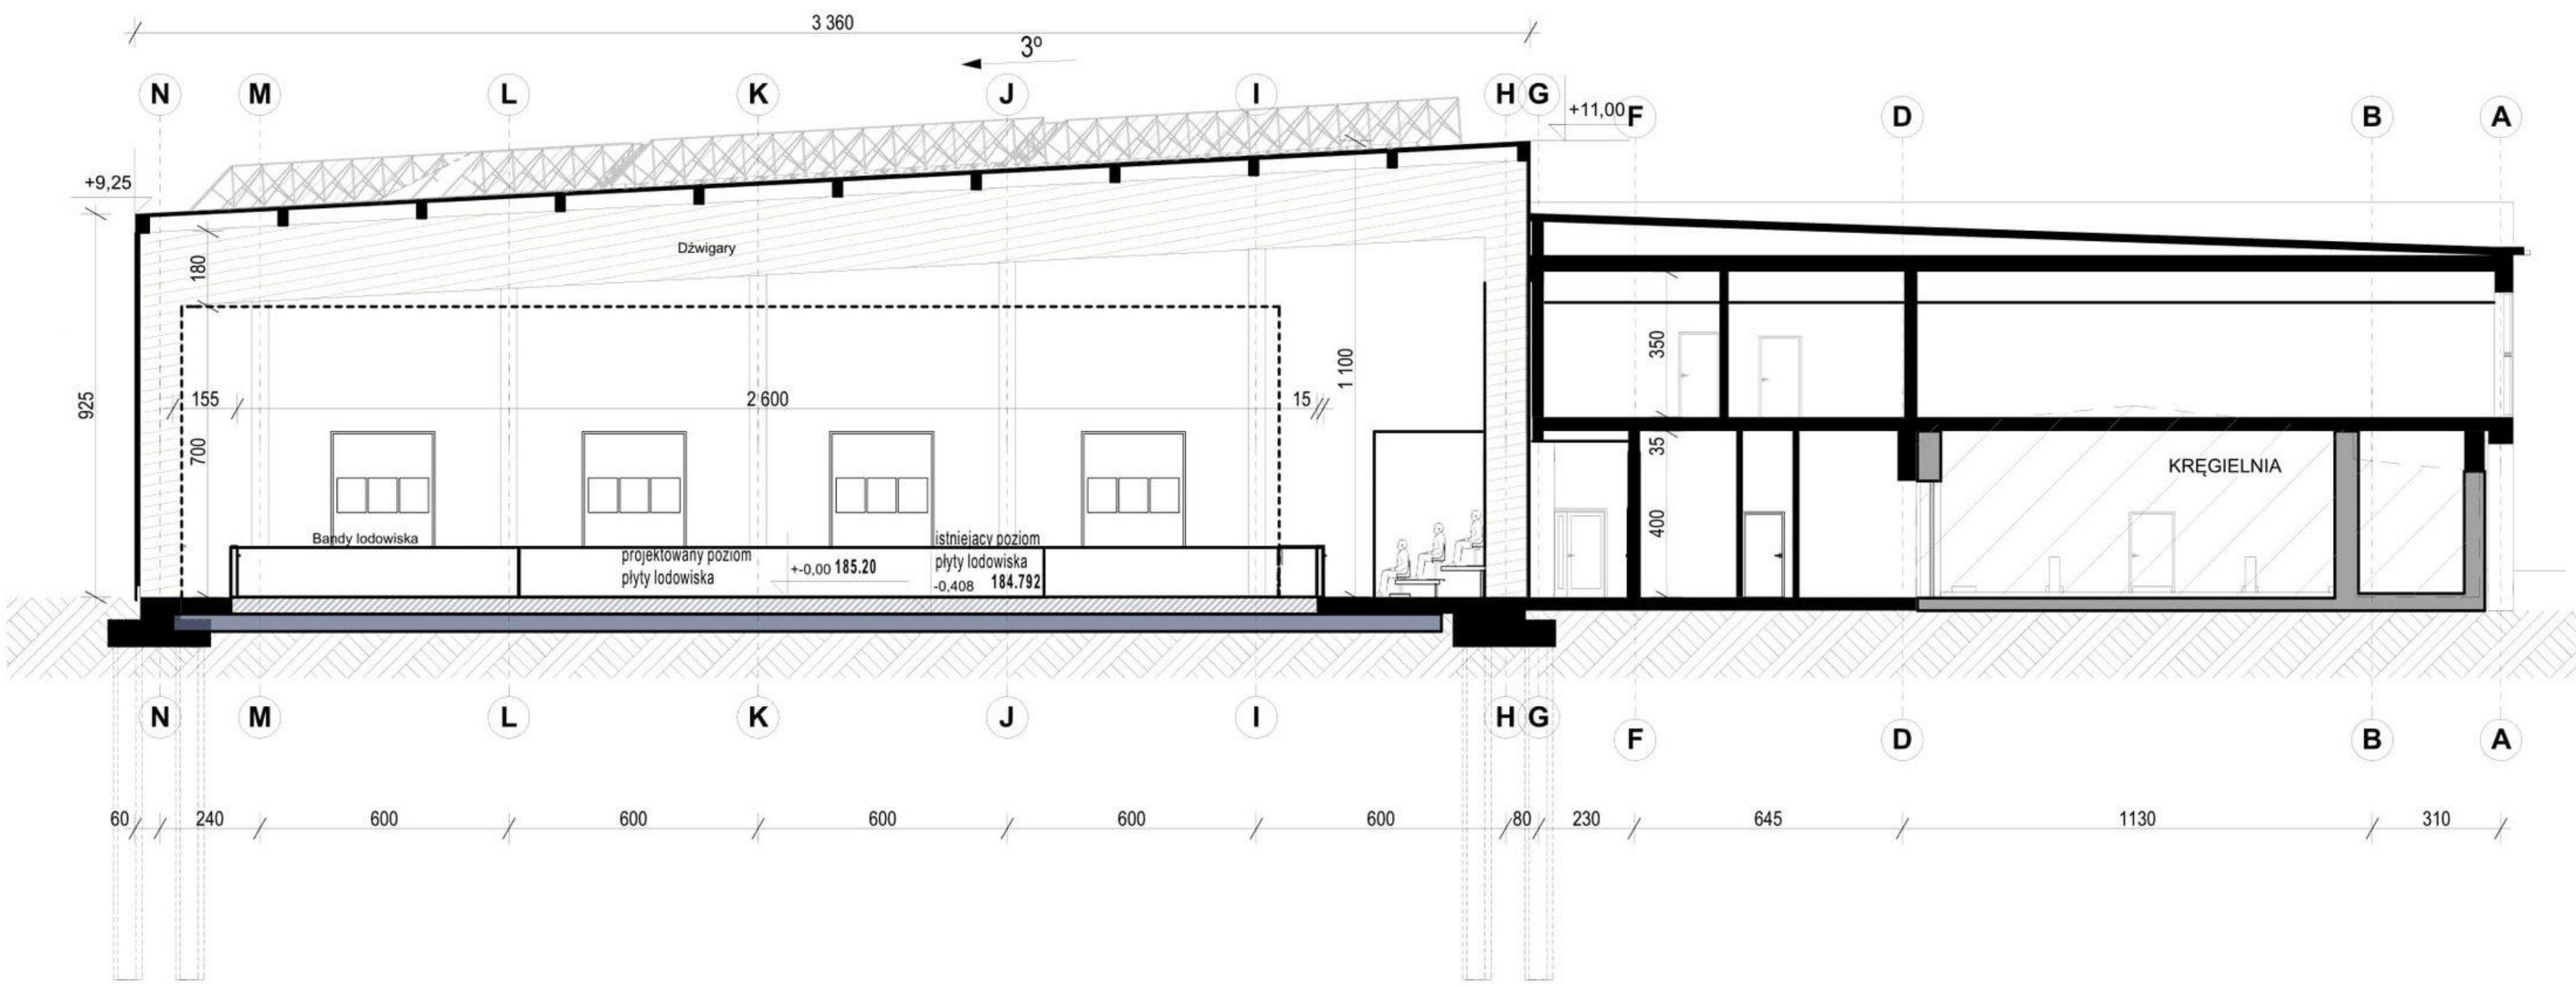 3 360
3º
N M L K J I H G
+11,00
F D B A
+9,25
Dźwigary
180
350
1 100
925
155
2 600
15
700
35
KRĘGIELNIA
400
Bandy lodowiska
projektowany poziom
płyty lodowiska
+-0,00 185.20
istniejacy poziom
płyty lodowiska
-0,408 184.792
N M L K J I H G
F D B A
60 240 600 600 600 600 600 80 230 645 1130 310